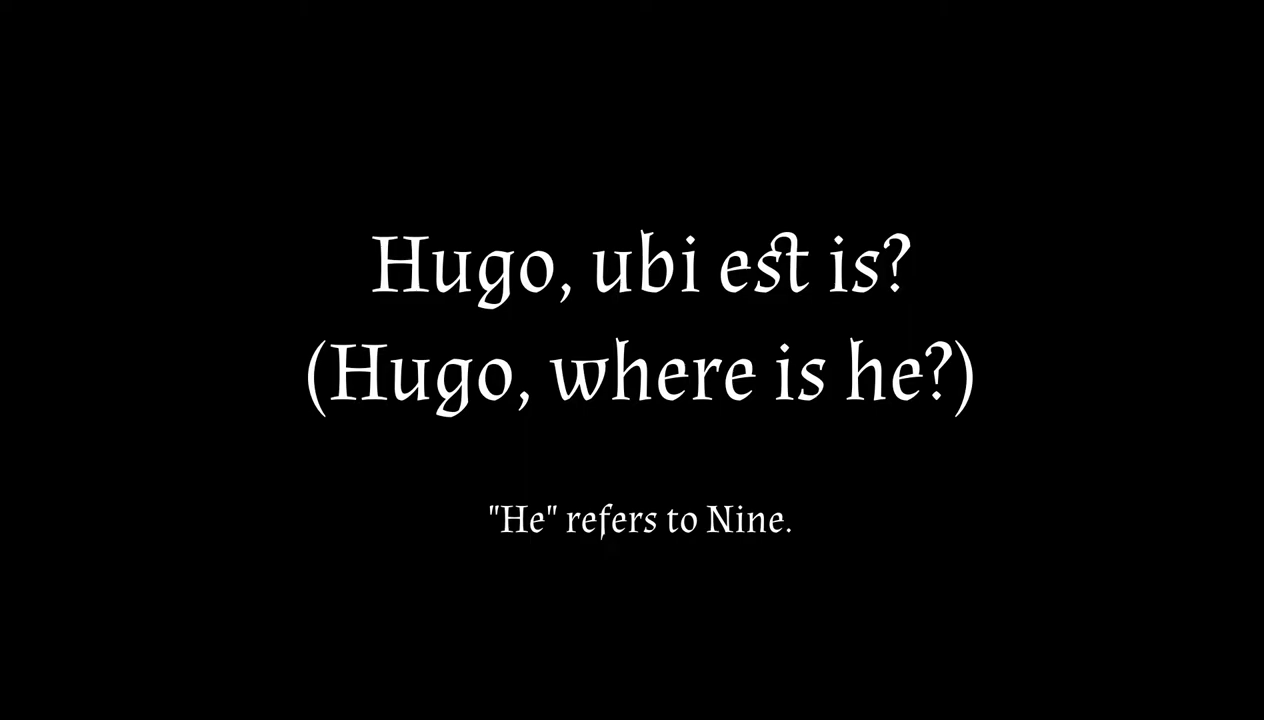 Hugo, ubi est is?
(Hugo, where is he?)
"He" refers to Nine.